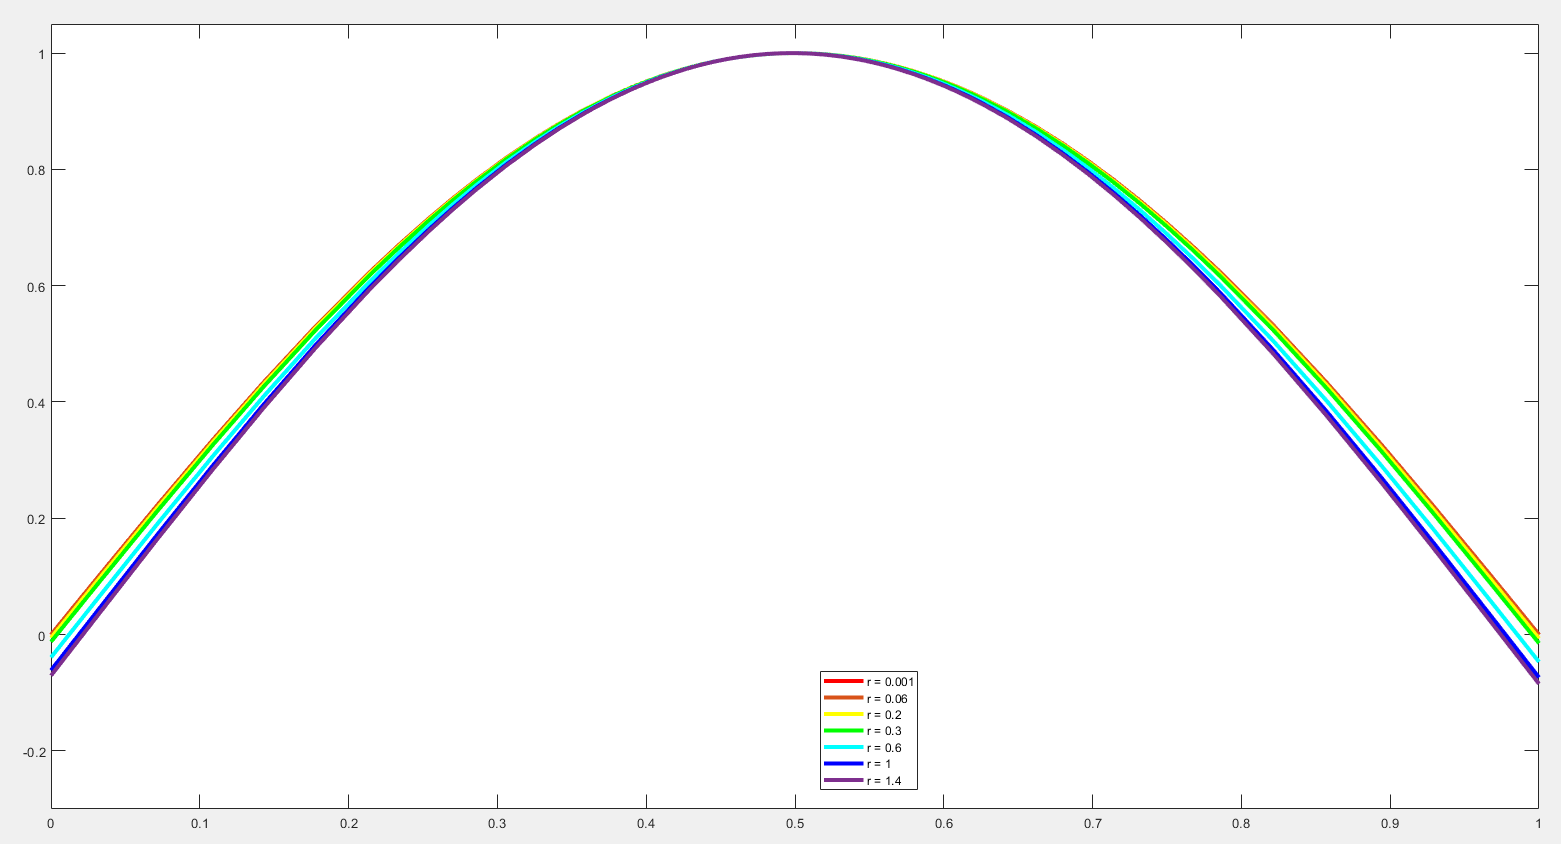 1
0.8
0.6
0.4
0.2
0
-0.2
r = 0.001
r = 0.06
r = 0.2
r = 0.3
r = 0.6
r = 1
r = 1.4
0 0.1 0.2 0.3 0.4 0.5 0.6 0.7 0.8 0.9 1